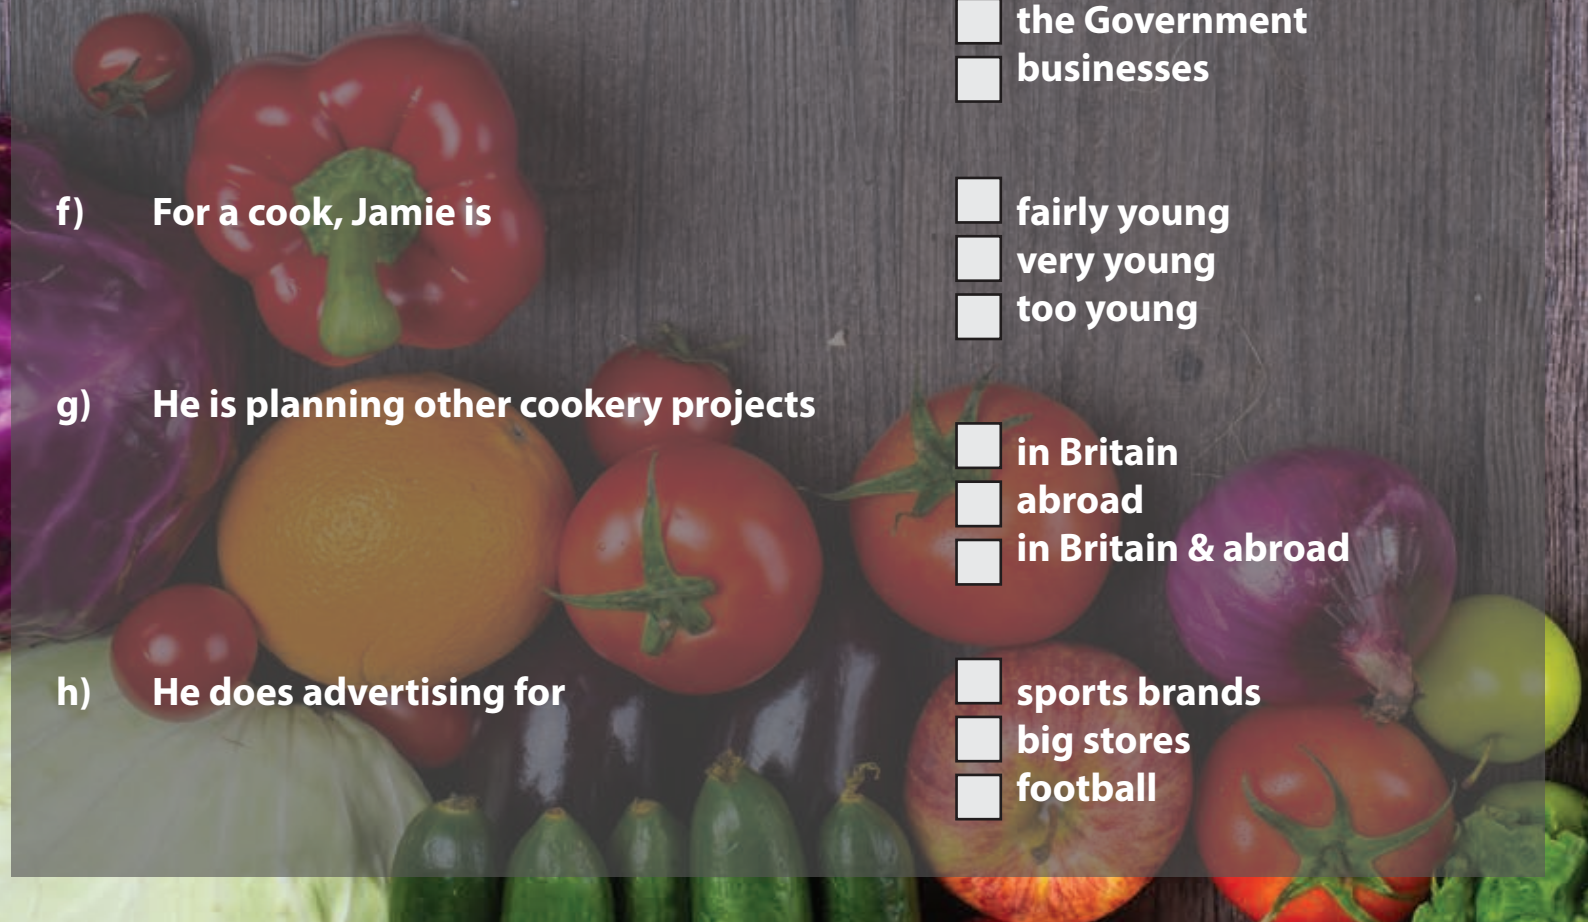 the Government
businesses
f) For a cook, Jamie is
fairly young
very young
too young
g) He is planning other cookery projects
in Britain
abroad
in Britain & abroad
h) He does advertising for
sports brands
big stores
football